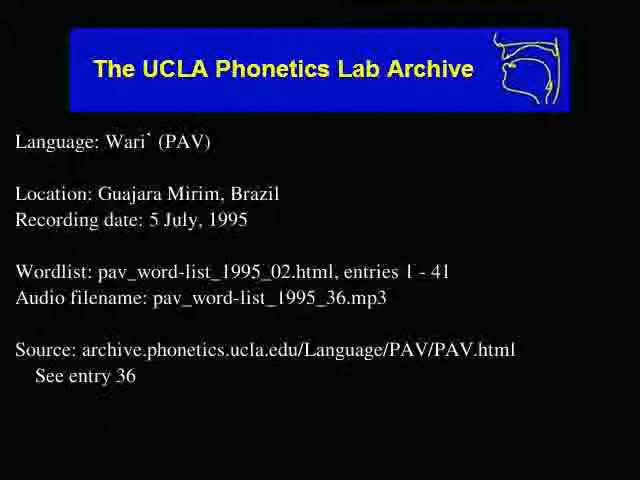 The UCLA Phonetics Lab Archive
Language: Wari` (PAV)
Location: Guajara Mirim, Brazil
Recording date: 5 July, 1995
Wordlist: pav_word-list_1995_02.html, entries 1 - 41
Audio filename: pav_word-list_1995_36.mp3
Source: archive.phonetics.ucla.edu/Language/PAV/PAV.html
See entry 36